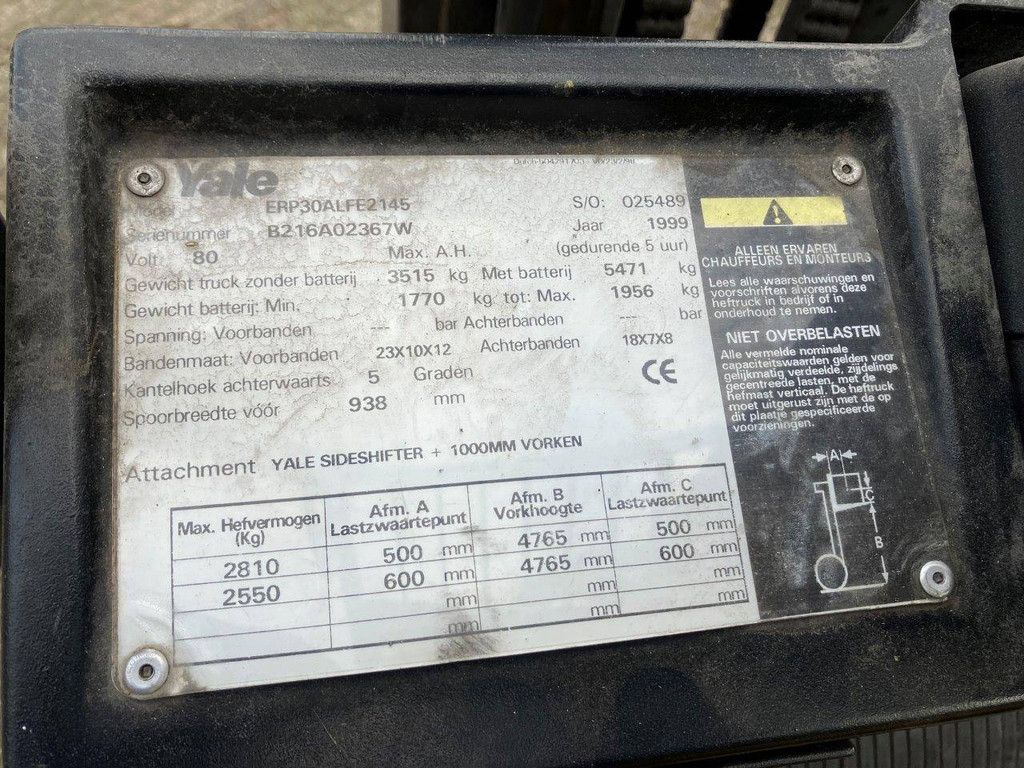 Yale
Model ERP30ALFE2145 S/O: 025489
Serienummer B216A02367W Jaar 1999
Volt 80 Max. A.H. (gedurende 5 uur)
Gewicht truck zonder batterij 3515 kg Met batterij 5471 kg
Gewicht batterij: Min. 1770 kg tot: Max. 1956 kg
Spanning: Voorbanden --- bar Achterbanden --- bar
Bandenmaat: Voorbanden 23X10X12 Achterbanden 18X7X8
Kantelhoek achterwaarts 5 Graden
Spoorbreedte vóór 938 mm
CE
Attachment YALE SIDESHIFTER + 1000MM VORKEN
Max. Hefvermogen (Kg) Afm. A Lastzwaartepunt Afm. B Vorkhoogte Afm. C Lastzwaartepunt
2810 500 mm 4765 mm 500 mm
2550 600 mm 4765 mm 600 mm
mm mm mm
mm mm mm
ALLEEN ERVAREN
CHAUFFEURS EN MONTEURS
Lees alle waarschuwingen en
voorschriften alvorens deze
heftruck in bedrijf of in
onderhoud te nemen.
NIET OVERBELASTEN
Alle vermelde nominale
capaciteitswaarden gelden voor
gelijkmatig verdeelde, zijdelings
gecentreede lasten, met de
hefmast verticaal. De heftruck
moet uitgerust zijn met de op
dit plaatje gespecificeerde
voorzieningen.
A
C
B